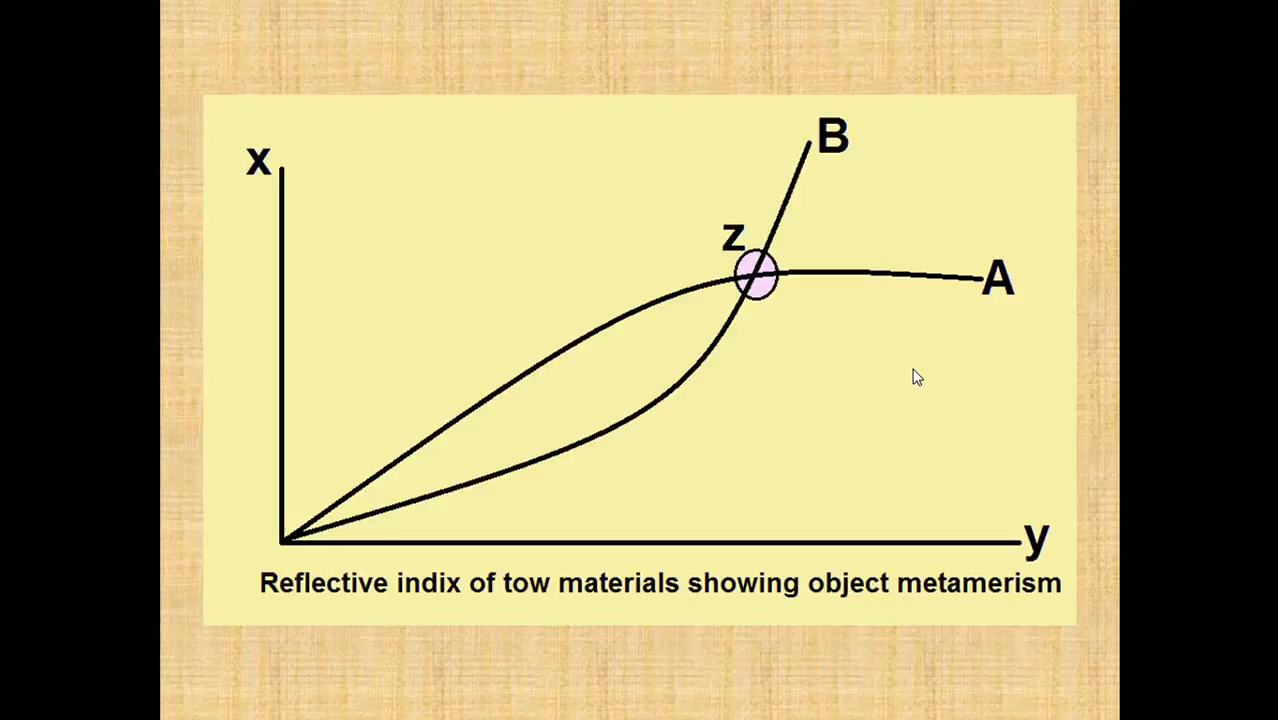 B
x
z
A
y
Reflective indix of tow materials showing object metamerism